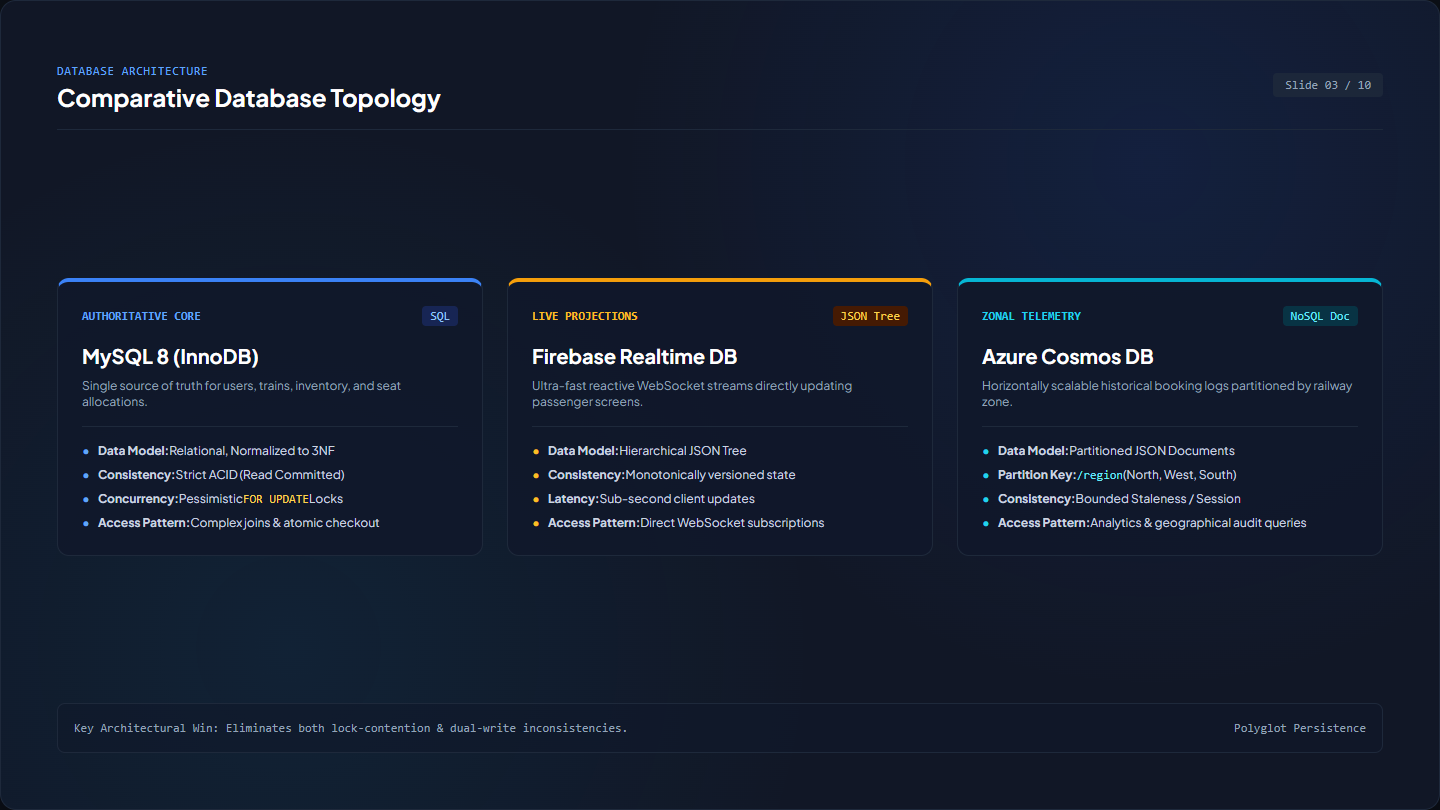 DATABASE ARCHITECTURE
Comparative Database Topology
Slide 03 / 10
AUTHORITATIVE CORE
SQL
MySQL 8 (InnoDB)
Single source of truth for users, trains, inventory, and seat
allocations.
Data Model:Relational, Normalized to 3NF
Consistency:Strict ACID (Read Committed)
Concurrency:PessimisticFOR UPDATELocks
Access Pattern:Complex joins & atomic checkout
LIVE PROJECTIONS
JSON Tree
Firebase Realtime DB
Ultra-fast reactive WebSocket streams directly updating
passenger screens.
Data Model:Hierarchical JSON Tree
Consistency:Monotonically versioned state
Latency:Sub-second client updates
Access Pattern:Direct WebSocket subscriptions
ZONAL TELEMETRY
NoSQL Doc
Azure Cosmos DB
Horizontally scalable historical booking logs partitioned by railway
zone.
Data Model:Partitioned JSON Documents
Partition Key:/region(North, West, South)
Consistency:Bounded Staleness / Session
Access Pattern:Analytics & geographical audit queries
Key Architectural Win: Eliminates both lock-contention & dual-write inconsistencies.
Polyglot Persistence